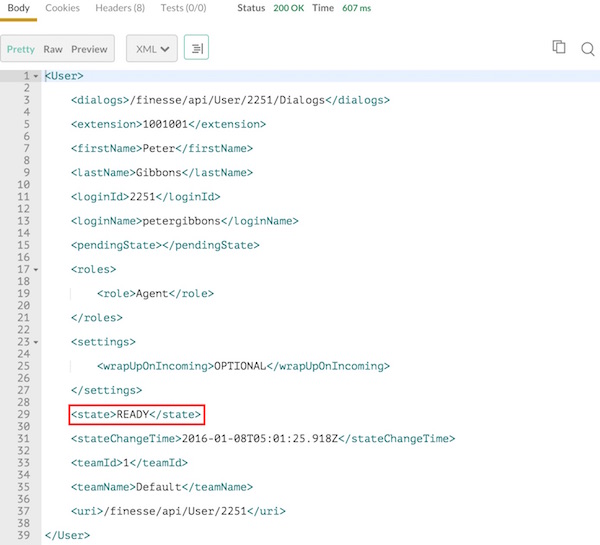 Body Cookies Headers (8) Tests (0/0) Status 200 OK Time 607 ms
Pretty Raw Preview XML
1 <User>
2
3 <dialogs>/finesse/api/User/2251/Dialogs</dialogs>
4
5 <extension>1001001</extension>
6
7 <firstName>Peter</firstName>
8
9 <lastName>Gibbons</lastName>
10
11 <loginId>2251</loginId>
12
13 <loginName>petergibbons</loginName>
14
15 <pendingState></pendingState>
16
17 <roles>
18
19 <role>Agent</role>
20
21 </roles>
22
23 <settings>
24
25 <wrapUpOnIncoming>OPTIONAL</wrapUpOnIncoming>
26
27 </settings>
28
29 <state>READY</state>
30
31 <stateChangeTime>2016-01-08T05:01:25.918Z</stateChangeTime>
32
33 <teamId>1</teamId>
34
35 <teamName>Default</teamName>
36
37 <uri>/finesse/api/User/2251</uri>
38
39 </User>